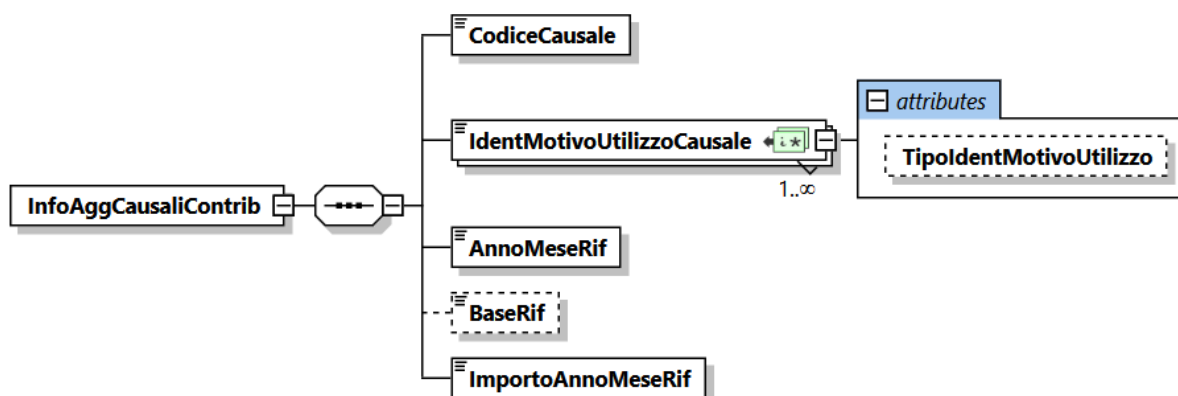 CodiceCausale
attributes
IdentMotivoUtilizzoCausale
TipoIdentMotivoUtilizzo
1..∞
InfoAggCausaliContrib
AnnoMeseRif
BaseRif
ImportoAnnoMeseRif